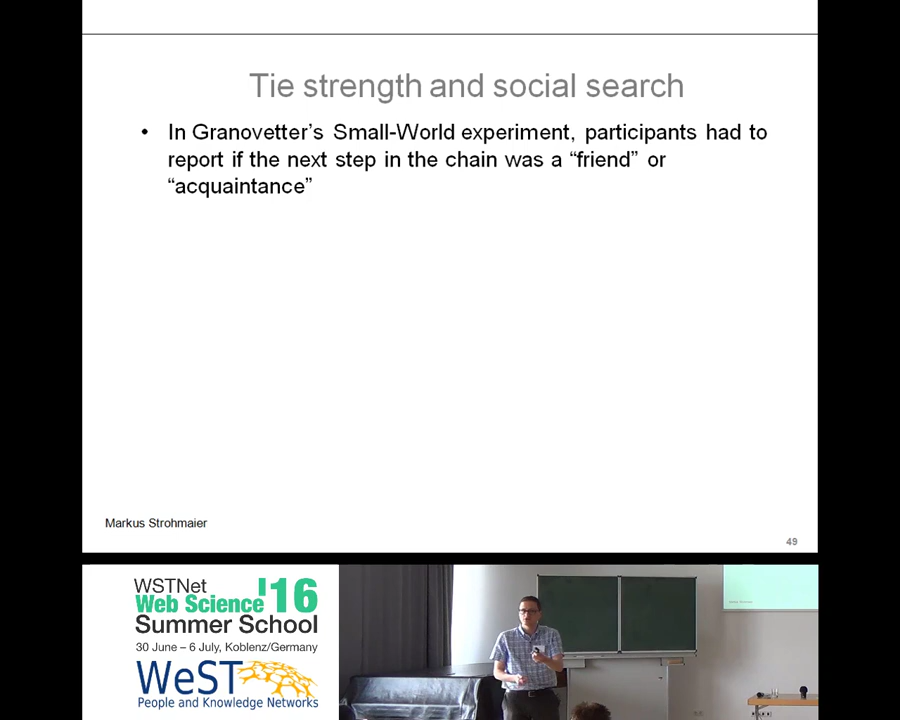 Tie strength and social search
• In Granovetter's Small-World experiment, participants had to
report if the next step in the chain was a “friend” or
“acquaintance”
Markus Strohmaier
49
WSTNet
Web Science '16
Summer School
30 June – 6 July, Koblenz/Germany
WeST
People and Knowledge Networks